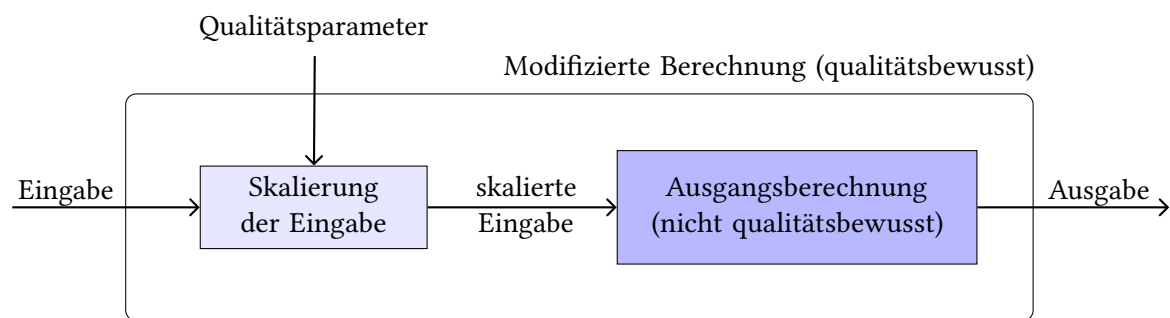 Qualitätsparameter
Modifizierte Berechnung (qualitätsbewusst)
Eingabe
Skalierung
der Eingabe
skalierte
Eingabe
Ausgangsberechnung
(nicht qualitätsbewusst)
Ausgabe